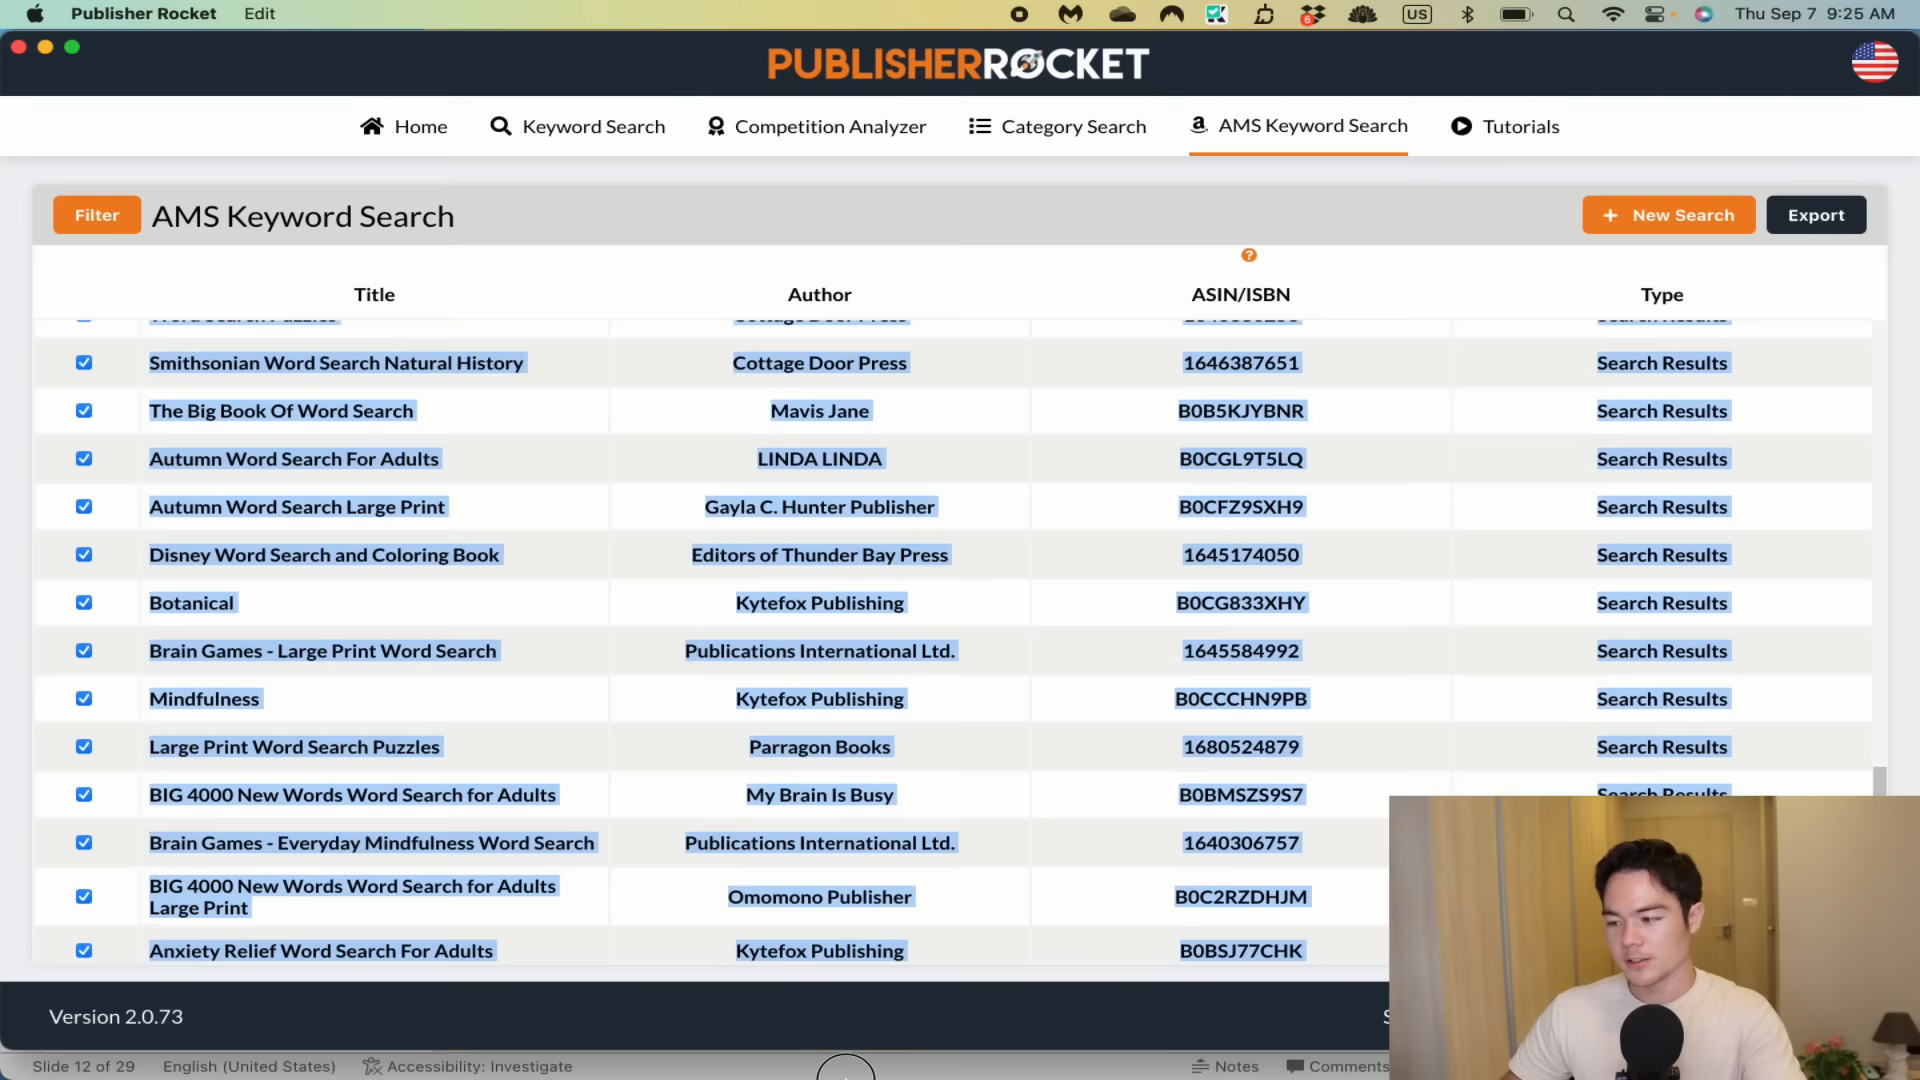 Publisher Rocket Edit US Thu Sep 7 9:25 AM
6
PUBLISHERROCKET
Home Keyword Search Competition Analyzer Category Search AMS Keyword Search Tutorials
Filter AMS Keyword Search + New Search Export
?
Title Author ASIN/ISBN Type
Smithsonian Word Search Natural History Cottage Door Press 1646387651 Search Results
The Big Book Of Word Search Mavis Jane B0B5KJYBNR Search Results
Autumn Word Search For Adults LINDA LINDA B0CGL9T5LQ Search Results
Autumn Word Search Large Print Gayla C. Hunter Publisher B0CFZ9SXH9 Search Results
Disney Word Search and Coloring Book Editors of Thunder Bay Press 1645174050 Search Results
Botanical Kytefox Publishing B0CG833XHY Search Results
Brain Games - Large Print Word Search Publications International Ltd. 1645584992 Search Results
Mindfulness Kytefox Publishing B0CCCHN9PB Search Results
Large Print Word Search Puzzles Parragon Books 1680524879 Search Results
BIG 4000 New Words Word Search for Adults My Brain Is Busy B0BMSZS9S7 Search Results
Brain Games - Everyday Mindfulness Word Search Publications International Ltd. 1640306757
BIG 4000 New Words Word Search for Adults
Large Print Omomono Publisher B0C2RZDHJM
Anxiety Relief Word Search For Adults Kytefox Publishing B0BSJ77CHK
Version 2.0.73
Slide 12 of 29 English (United States) Accessibility: Investigate Notes Comments